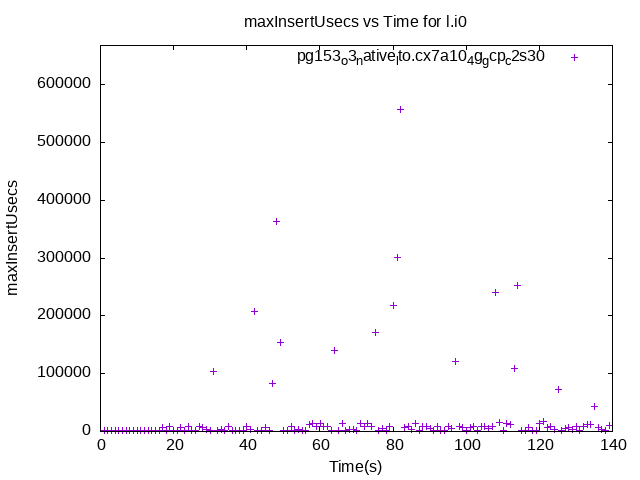 maxInsertUsecs vs Time for l.i0
pg153_o3_native_lto.cx7a10_4g_gcp_c2s30
600000
500000
400000
300000
200000
100000
0
maxInsertUsecs
0 20 40 60 80 100 120 140
Time(s)